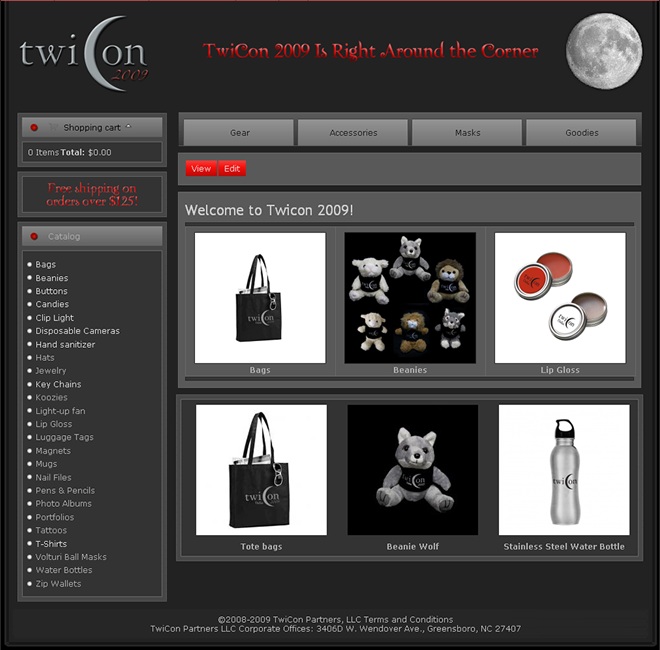 twiCon
2009
TwiCon 2009 Is Right Around the Corner
Shopping cart
0 Items Total: $0.00
Free shipping on
orders over $125!
Catalog
Bags
Beanies
Buttons
Candies
Clip Light
Disposable Cameras
Hand sanitizer
Hats
Jewelry
Key Chains
Koozies
Light-up fan
Lip Gloss
Luggage Tags
Magnets
Mugs
Nail Files
Pens & Pencils
Photo Albums
Portfolios
Tattoos
T-Shirts
Volturi Ball Masks
Water Bottles
Zip Wallets
Gear Accessories Masks Goodies
View Edit
Welcome to Twicon 2009!
twiCon
twiCon
Bags Beanies Lip Gloss
twiCon
twiCon
twiCon
Tote bags Beanie Wolf Stainless Steel Water Bottle
©2008-2009 TwiCon Partners, LLC Terms and Conditions
TwiCon Partners LLC Corporate Offices: 3406D W. Wendover Ave., Greensboro, NC 27407